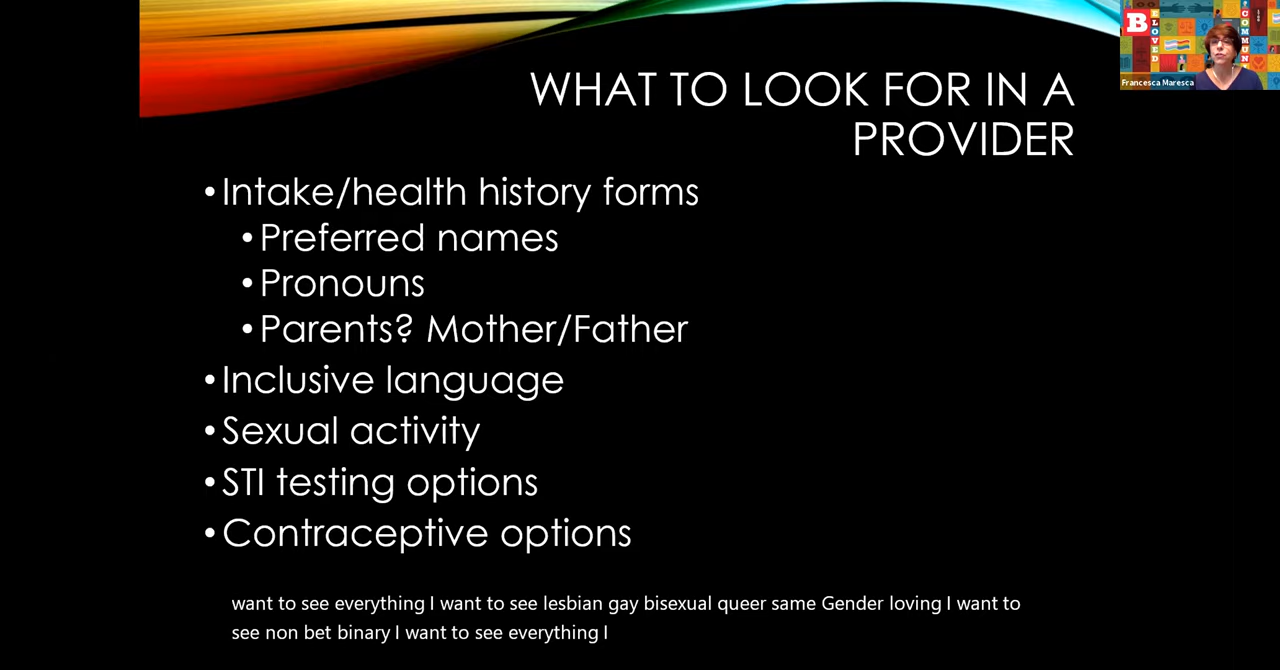 WHAT TO LOOK FOR IN A
PROVIDER
• Intake/health history forms
• Preferred names
• Pronouns
• Parents? Mother/Father
• Inclusive language
• Sexual activity
• STI testing options
• Contraceptive options
want to see everything I want to see lesbian gay bisexual queer same Gender loving I want to
see non bet binary I want to see everything I
BELOVED
COMMUN
Francesca Maresca